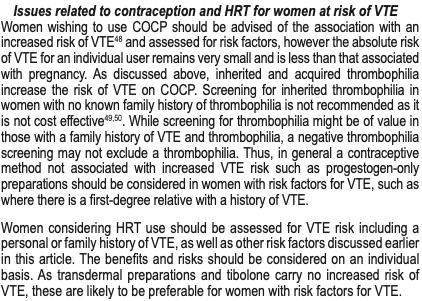 Issues related to contraception and HRT for women at risk of VTE
Women wishing to use COCP should be advised of the association with an
increased risk of VTE48 and assessed for risk factors, however the absolute risk
of VTE for an individual user remains very small and is less than that associated
with pregnancy. As discussed above, inherited and acquired thrombophilia
increase the risk of VTE on COCP. Screening for inherited thrombophilia in
women with no known family history of thrombophilia is not recommended as it
is not cost effective49,50. While screening for thrombophilia might be of value in
those with a family history of VTE and thrombophilia, a negative thrombophilia
screening may not exclude a thrombophilia. Thus, in general a contraceptive
method not associated with increased VTE risk such as progestogen-only
preparations should be considered in women with risk factors for VTE, such as
where there is a first-degree relative with a history of VTE.
Women considering HRT use should be assessed for VTE risk including a
personal or family history of VTE, as well as other risk factors discussed earlier
in this article. The benefits and risks should be considered on an individual
basis. As transdermal preparations and tibolone carry no increased risk of
VTE, these are likely to be preferable for women with risk factors for VTE.